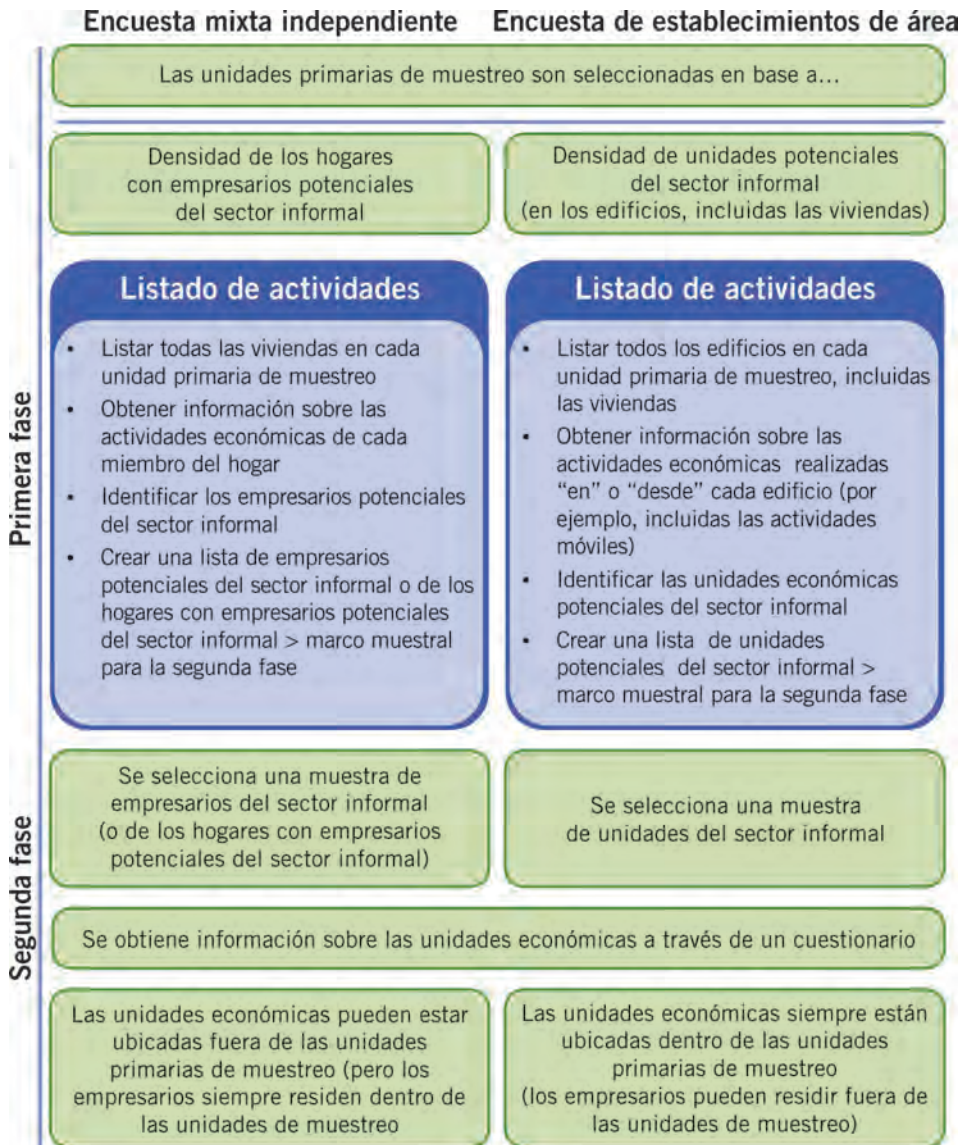 Encuesta mixta independiente
Encuesta de establecimientos de área
Las unidades primarias de muestreo son seleccionadas en base a…
Primera fase
Densidad de los hogares
con empresarios potenciales
del sector informal
Densidad de unidades potenciales
del sector informal
(en los edificios, incluidas las viviendas)
Listado de actividades
• Listar todas las viviendas en cada
unidad primaria de muestreo
• Obtener información sobre las
actividades económicas de cada
miembro del hogar
• Identificar los empresarios potenciales
del sector informal
• Crear una lista de empresarios
potenciales del sector informal o de los
hogares con empresarios potenciales
del sector informal > marco muestral
para la segunda fase
Listado de actividades
• Listar todos los edificios en cada
unidad primaria de muestreo, incluidas
las viviendas
• Obtener información sobre las
actividades económicas realizadas
“en” o “desde” cada edificio (por
ejemplo, incluidas las actividades
móviles)
• Identificar las unidades económicas
potenciales del sector informal
• Crear una lista de unidades
potenciales del sector informal >
marco muestral para la segunda fase
Segunda fase
Se selecciona una muestra de
empresarios del sector informal
(o de los hogares con empresarios
potenciales del sector informal)
Se selecciona una muestra
de unidades del sector informal
Se obtiene información sobre las unidades económicas a través de un cuestionario
Las unidades económicas pueden estar
ubicadas fuera de las unidades
primarias de muestreo (pero los
empresarios siempre residen dentro de
las unidades de muestreo
Las unidades económicas siempre están
ubicadas dentro de las unidades
primarias de muestreo
(los empresarios pueden residir fuera de
las unidades de muestreo)